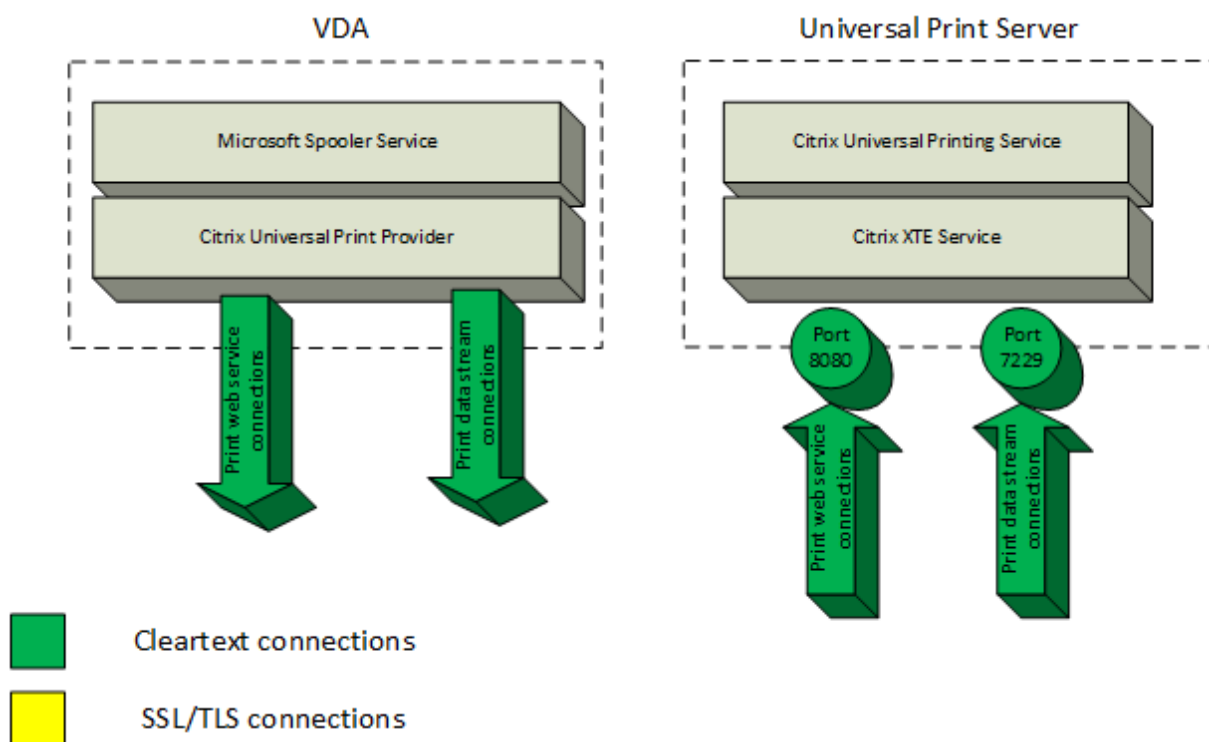 VDA
Universal Print Server
Microsoft Spooler Service
Citrix Universal Print Provider
Citrix Universal Printing Service
Citrix XTE Service
Print web service
connections
Print data stream
connections
Port
8080
Port
7229
Print web service
connections
Print data stream
connections
Cleartext connections
SSL/TLS connections